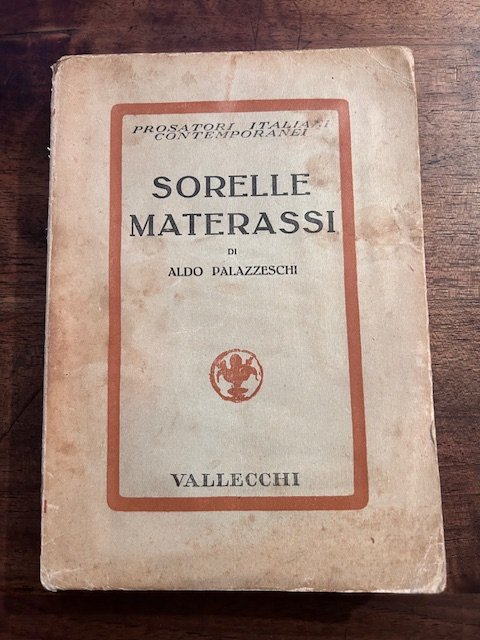 PROSATORI ITALIANI
CONTEMPORANEI
SORELLE
MATERASSI
DI
ALDO PALAZZESCHI
VALLECCHI